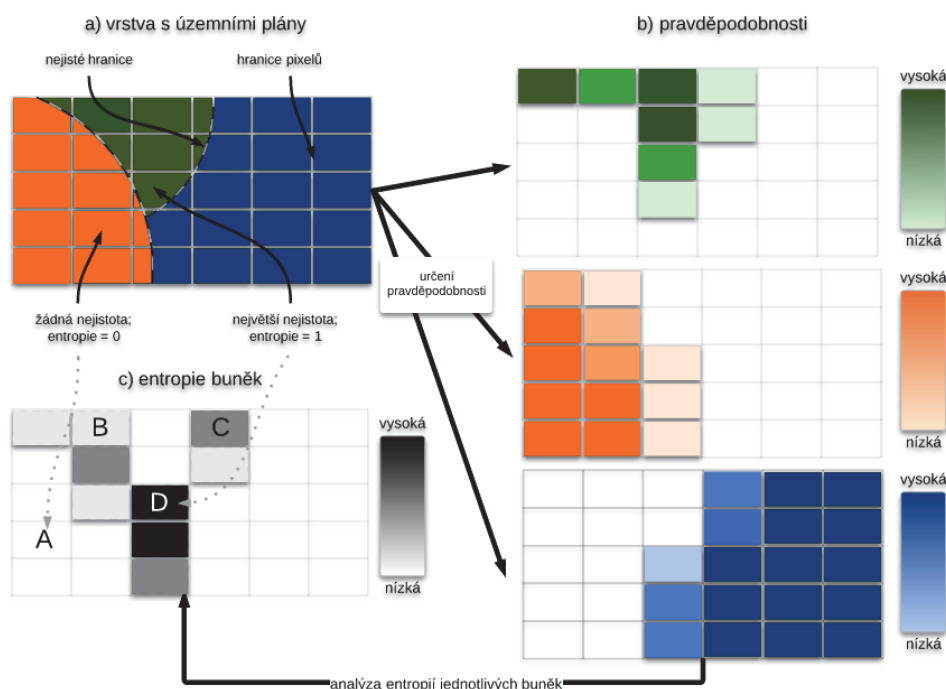 a) vrstva s územními plány
nejisté hranice
hranice pixelů
b) pravděpodobnosti
vysoká
nízká
určení
pravděpodobnosti
vysoká
nízká
žádná nejistota;
entropie = 0
největší nejistota;
entropie = 1
c) entropie buněk
B
C
D
A
vysoká
nízká
vysoká
nízká
analýza entropií jednotlivých buněk